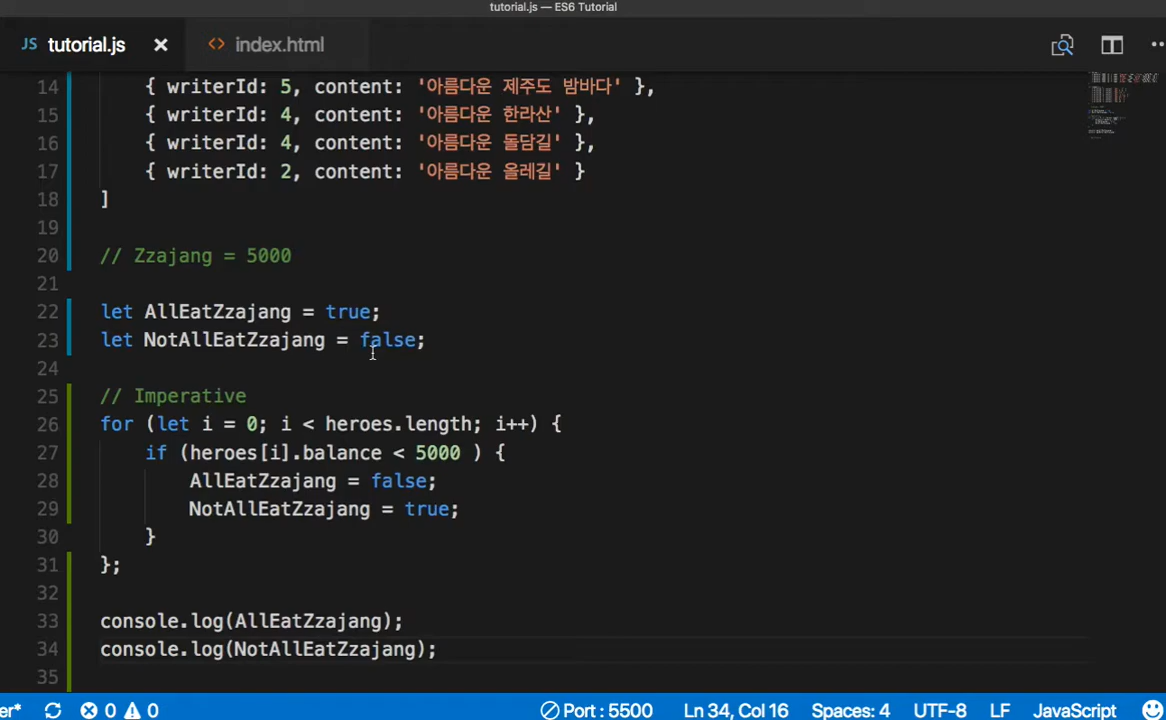 tutorial.js — ES6 Tutorial
JS tutorial.js × <> index.html
14 { writerId: 5, content: '아름다운 제주도 밤바다' },
15 { writerId: 4, content: '아름다운 한라산' },
16 { writerId: 4, content: '아름다운 돌담길' },
17 { writerId: 2, content: '아름다운 올레길' }
18 ]
19
20 // Zzajang = 5000
21
22 let AllEatZzajang = true;
23 let NotAllEatZzajang = false;
24
25 // Imperative
26 for (let i = 0; i < heroes.length; i++) {
27 if (heroes[i].balance < 5000 ) {
28 AllEatZzajang = false;
29 NotAllEatZzajang = true;
30 }
31 };
32
33 console.log(AllEatZzajang);
34 console.log(NotAllEatZzajang);
35
er* 0 0 Port : 5500 Ln 34, Col 16 Spaces: 4 UTF-8 LF JavaScript